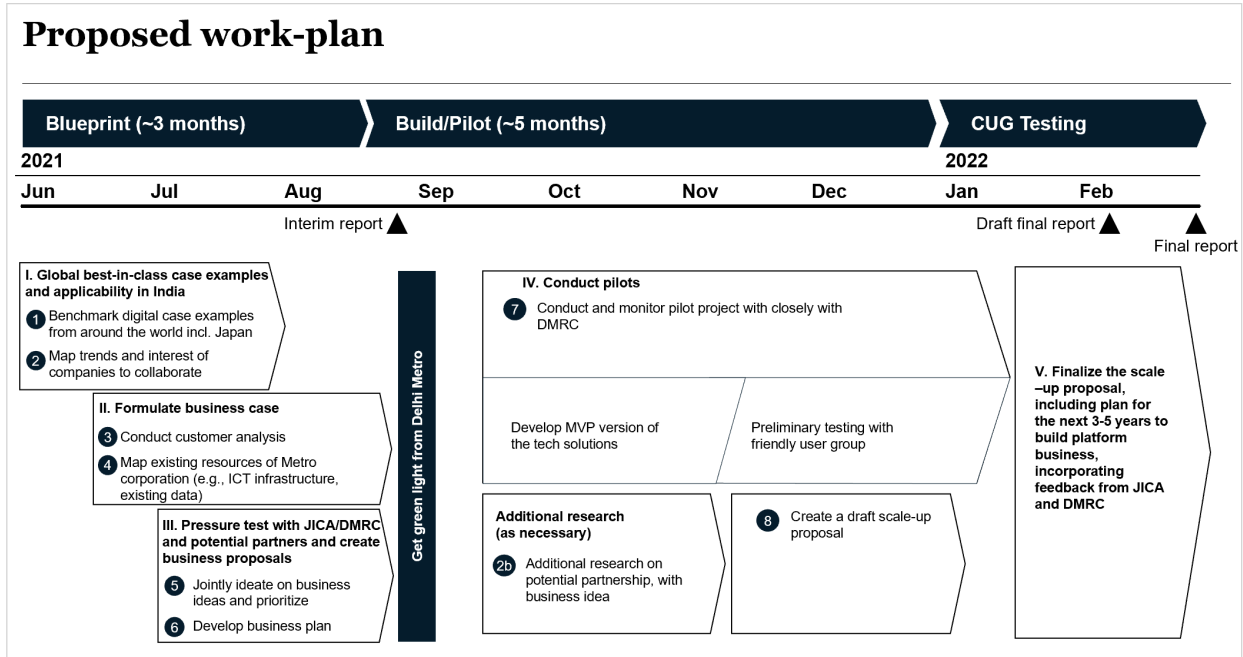 Proposed work-plan
Blueprint (~3 months)
Build/Pilot (~5 months)
CUG Testing
2021
2022
Jun
Jul
Aug
Sep
Oct
Nov
Dec
Jan
Feb
Interim report
Draft final report
Final report
I. Global best-in-class case examples
and applicability in India
1 Benchmark digital case examples
from around the world incl. Japan
2 Map trends and interest of
companies to collaborate
II. Formulate business case
3 Conduct customer analysis
4 Map existing resources of Metro
corporation (e.g., ICT infrastructure,
existing data)
III. Pressure test with JICA/DMRC
and potential partners and create
business proposals
5 Jointly ideate on business
ideas and prioritize
6 Develop business plan
Get green light from Delhi Metro
IV. Conduct pilots
7 Conduct and monitor pilot project with closely with
DMRC
Develop MVP version of
the tech solutions
Preliminary testing with
friendly user group
Additional research
(as necessary)
2b Additional research on
potential partnership, with
business idea
8 Create a draft scale-up
proposal
V. Finalize the scale
–up proposal,
including plan for
the next 3-5 years to
build platform
business,
incorporating
feedback from JICA
and DMRC